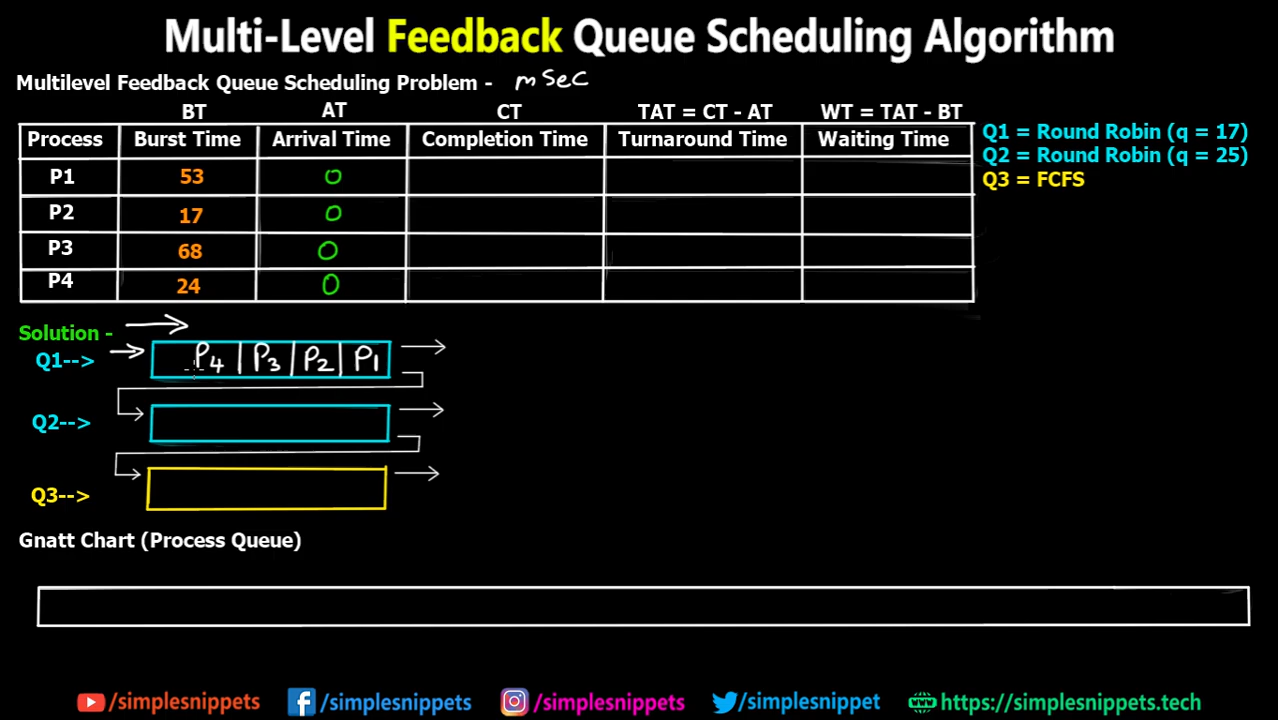 Multi-Level Feedback Queue Scheduling Algorithm
Multilevel Feedback Queue Scheduling Problem - mSeC
BT AT CT TAT = CT - AT WT = TAT - BT
Process Burst Time Arrival Time Completion Time Turnaround Time Waiting Time
P1 53 0
P2 17 0
P3 68 0
P4 24 0
Q1 = Round Robin (q = 17)
Q2 = Round Robin (q = 25)
Q3 = FCFS
Solution -
Q1--> P4 P3 P2 P1
Q2-->
Q3-->
Gnatt Chart (Process Queue)
/simplesnippets /simplesnippets /simplesnippets /simplesnippets https://simplesnippets.tech